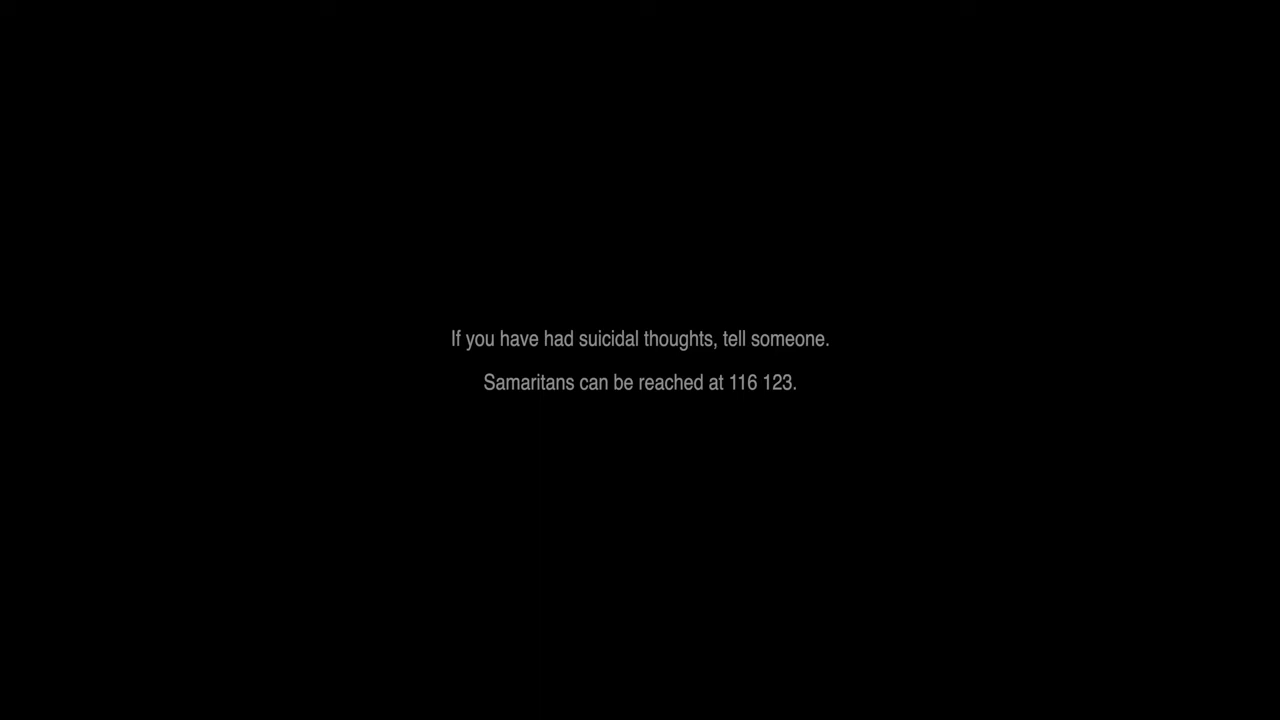 If you have had suicidal thoughts, tell someone.
Samaritans can be reached at 116 123.